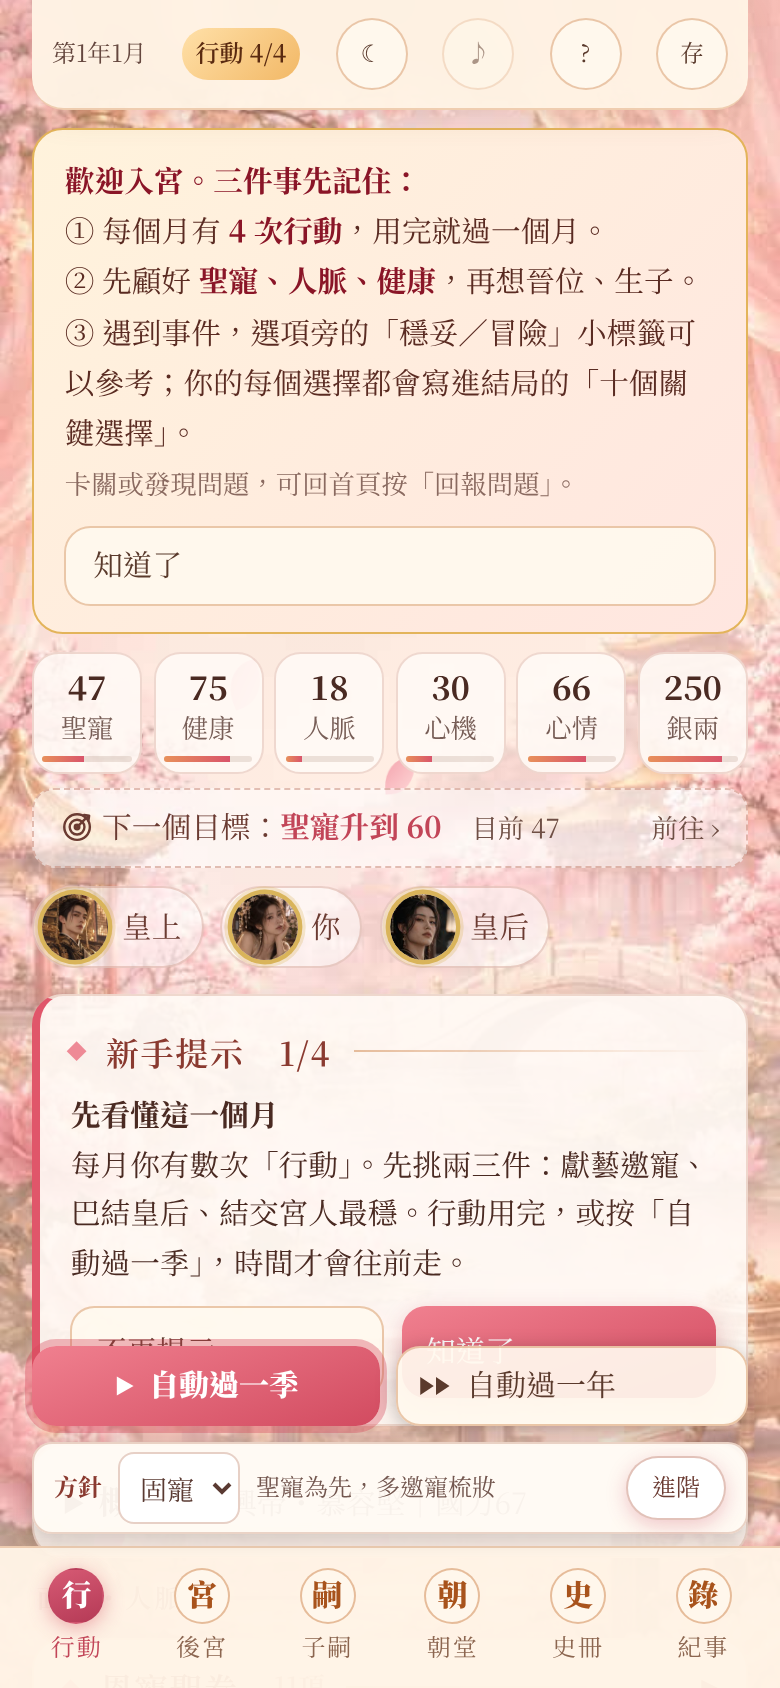 第1年1月 行動 4/4 ☾ ♪ ? 存
歡迎入宮。三件事先記住：
① 每個月有 4 次行動，用完就過一個月。
② 先顧好 聖寵、人脈、健康，再想晉位、生子。
③ 遇到事件，選項旁的「穩妥／冒險」小標籤可
以參考；你的每個選擇都會寫進結局的「十個關
鍵選擇」。
卡關或發現問題，可回首頁按「回報問題」。
知道了
47 75 18 30 66 250
聖寵 健康 人脈 心機 心情 銀兩
下一個目標：聖寵升到 60 目前 47 前往 ›
皇上 你 皇后
新手提示 1/4
先看懂這一個月
每月你有數次「行動」。先挑兩三件：獻藝邀寵、
巴結皇后、結交宮人最穩。行動用完，或按「自
動過一季」，時間才會往前走。
不再提示 知道了
▶ 自動過一季 ▶▶ 自動過一年
方針 固寵 聖寵為先，多邀寵梳妝 進階
行 宮 嗣 朝 史 錄
行動 後宮 子嗣 朝堂 史冊 紀事